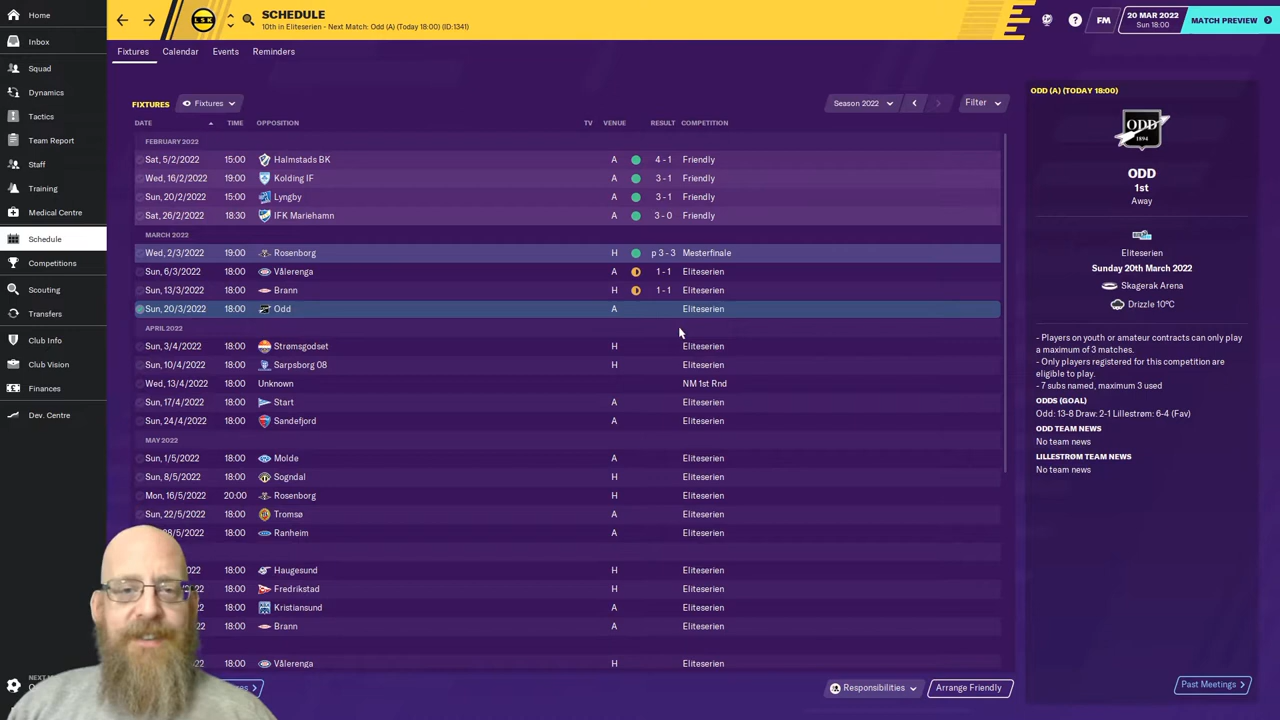 Home
LSK
SCHEDULE
10th in Eliteserien - Next Match: Odd (A) (Today 18:00) (ID:1341)
?
FM
20 MAR 2022
Sun 18:00
MATCH PREVIEW
Inbox
Squad
Dynamics
Tactics
Team Report
Staff
Training
Medical Centre
Schedule
Competitions
Scouting
Transfers
Club Info
Club Vision
Finances
Dev. Centre
Fixtures Calendar Events Reminders
FIXTURES Fixtures Season 2022 Filter
DATE TIME OPPOSITION TV VENUE RESULT COMPETITION
FEBRUARY 2022
Sat, 5/2/2022 15:00 Halmstads BK A 4 - 1 Friendly
Wed, 16/2/2022 19:00 Kolding IF A 3 - 1 Friendly
Sun, 20/2/2022 15:00 Lyngby A 3 - 1 Friendly
Sat, 26/2/2022 18:30 IFK Mariehamn A 3 - 0 Friendly
MARCH 2022
Wed, 2/3/2022 19:00 Rosenborg H p 3 - 3 Mesterfinale
Sun, 6/3/2022 18:00 Vålerenga A 1 - 1 Eliteserien
Sun, 13/3/2022 18:00 Brann H 1 - 1 Eliteserien
Sun, 20/3/2022 18:00 Odd A Eliteserien
APRIL 2022
Sun, 3/4/2022 18:00 Strømsgodset H Eliteserien
Sun, 10/4/2022 18:00 Sarpsborg 08 H Eliteserien
Wed, 13/4/2022 18:00 Unknown NM 1st Rnd
Sun, 17/4/2022 18:00 Start A Eliteserien
Sun, 24/4/2022 18:00 Sandefjord A Eliteserien
MAY 2022
Sun, 1/5/2022 18:00 Molde A Eliteserien
Sun, 8/5/2022 18:00 Sogndal H Eliteserien
Mon, 16/5/2022 20:00 Rosenborg H Eliteserien
Sun, 22/5/2022 18:00 Tromsø A Eliteserien
28/5/2022 18:00 Ranheim A Eliteserien
18:00 Haugesund H Eliteserien
18:00 Fredrikstad H Eliteserien
18:00 Kristiansund A Eliteserien
18:00 Brann A Eliteserien
18:00 Vålerenga H Eliteserien
Responsibilities Arrange Friendly
ODD (A) (TODAY 18:00)
ODD
1894
ODD
1st
Away
Eliteserien
Sunday 20th March 2022
Skagerak Arena
Drizzle 10ºC
- Players on youth or amateur contracts can only play
a maximum of 3 matches.
- Only players registered for this competition are
eligible to play.
- 7 subs named, maximum 3 used
ODDS (GOAL)
Odd: 13-8 Draw: 2-1 Lillestrøm: 6-4 (Fav)
ODD TEAM NEWS
No team news
LILLESTRØM TEAM NEWS
No team news
Past Meetings